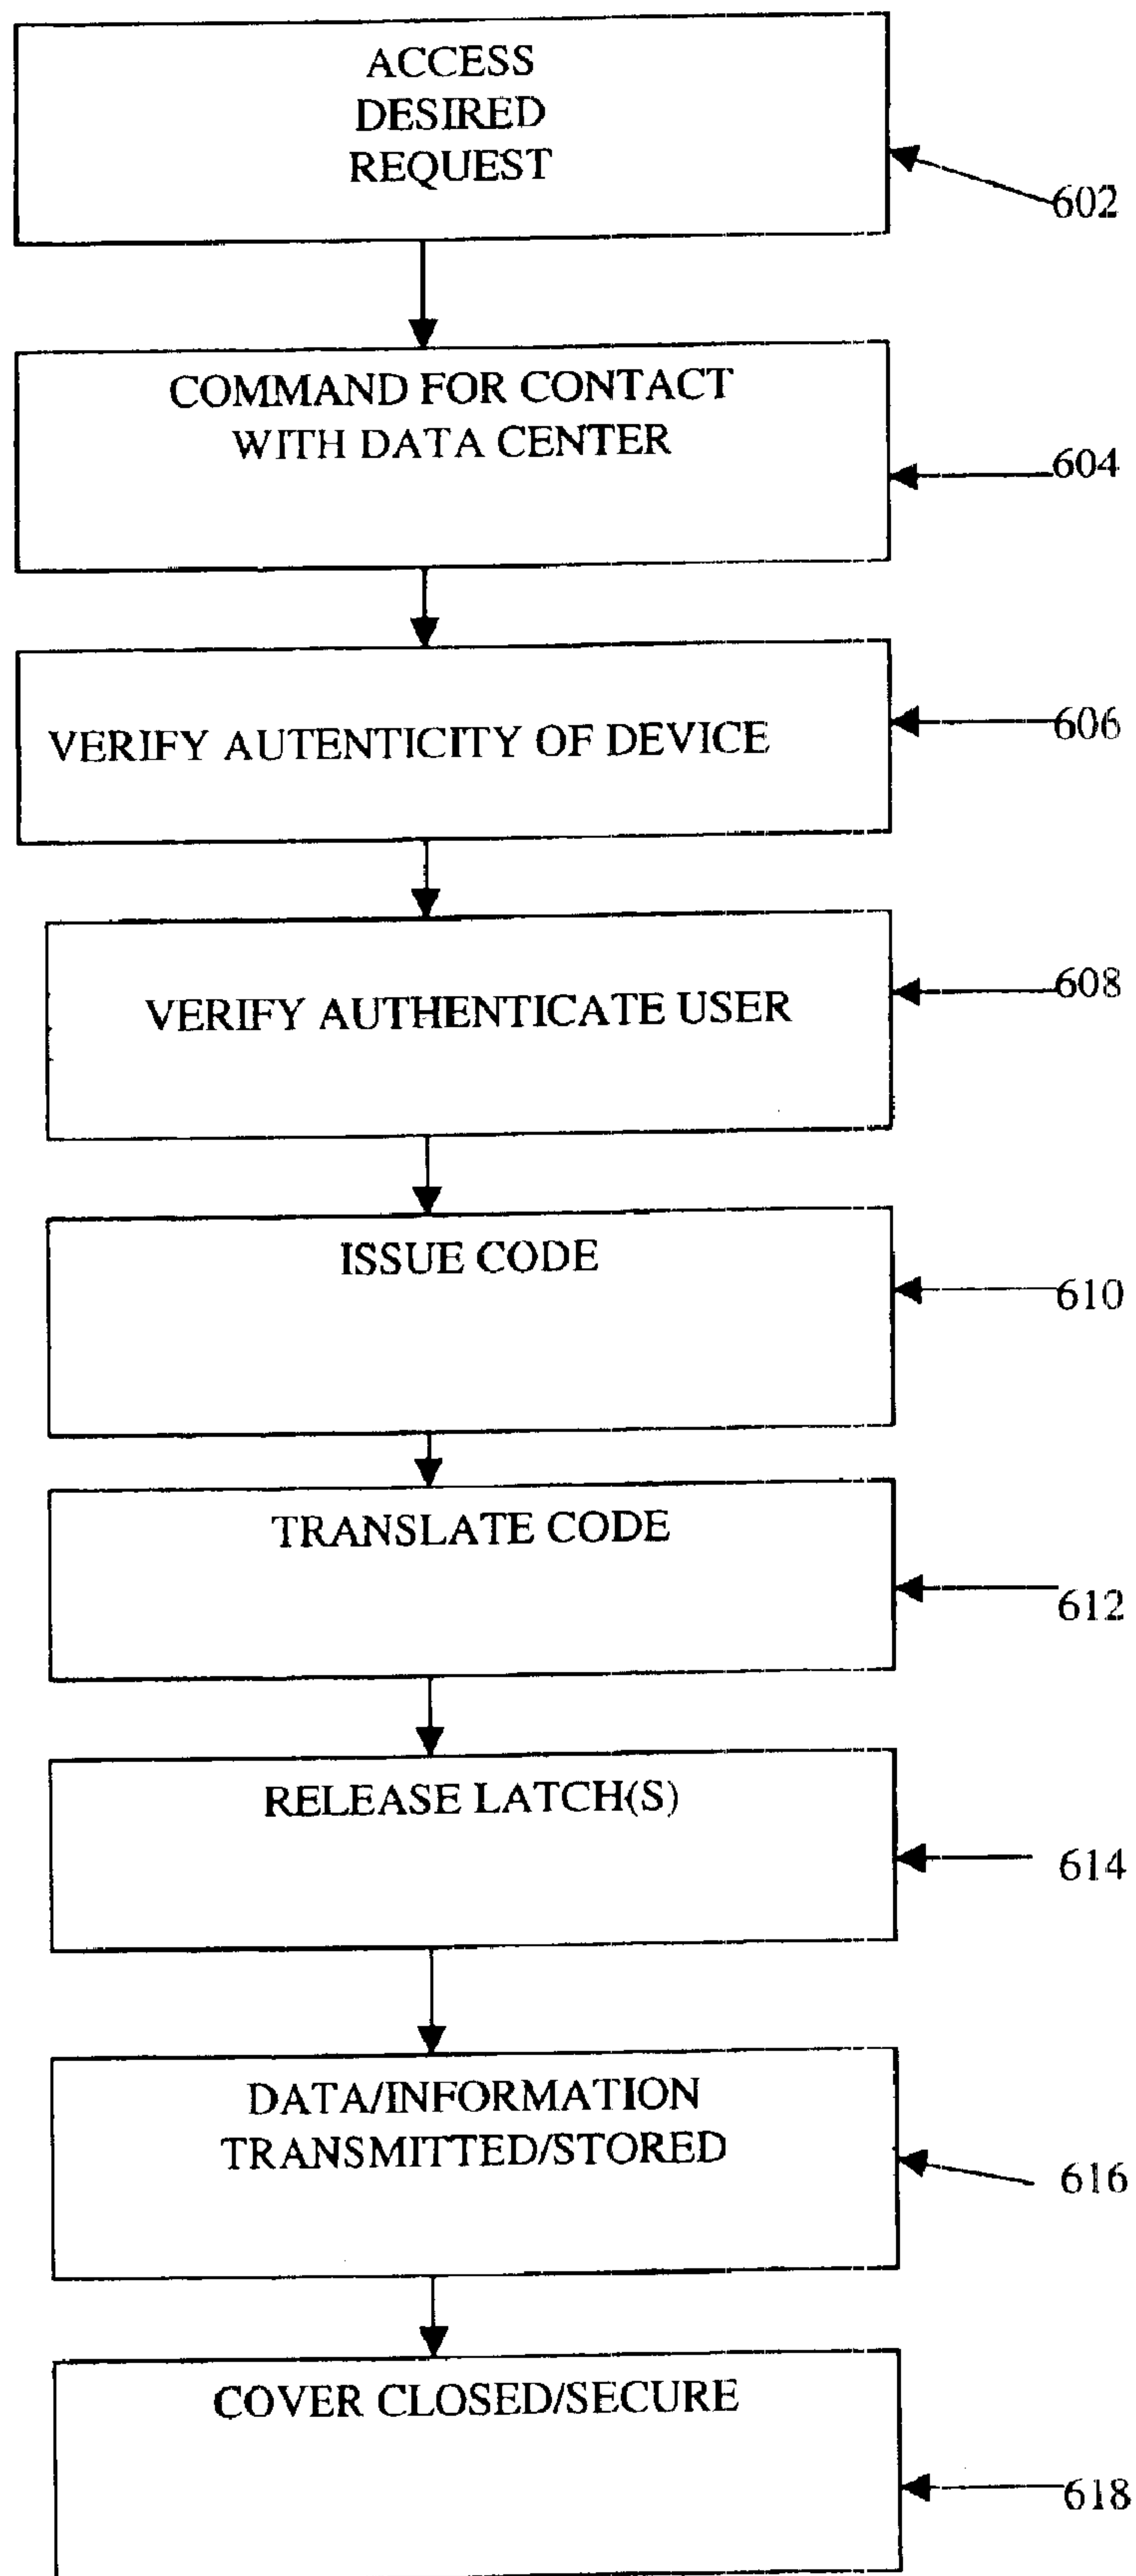 ACCESS
DESIRED
REQUEST
602
COMMAND FOR CONTACT
WITH DATA CENTER
604
VERIFY AUTENTICITY OF DEVICE
606
VERIFY AUTHENTICATE USER
608
ISSUE CODE
610
TRANSLATE CODE
612
RELEASE LATCH(S)
614
DATA/INFORMATION
TRANSMITTED/STORED
616
COVER CLOSED/SECURE
618